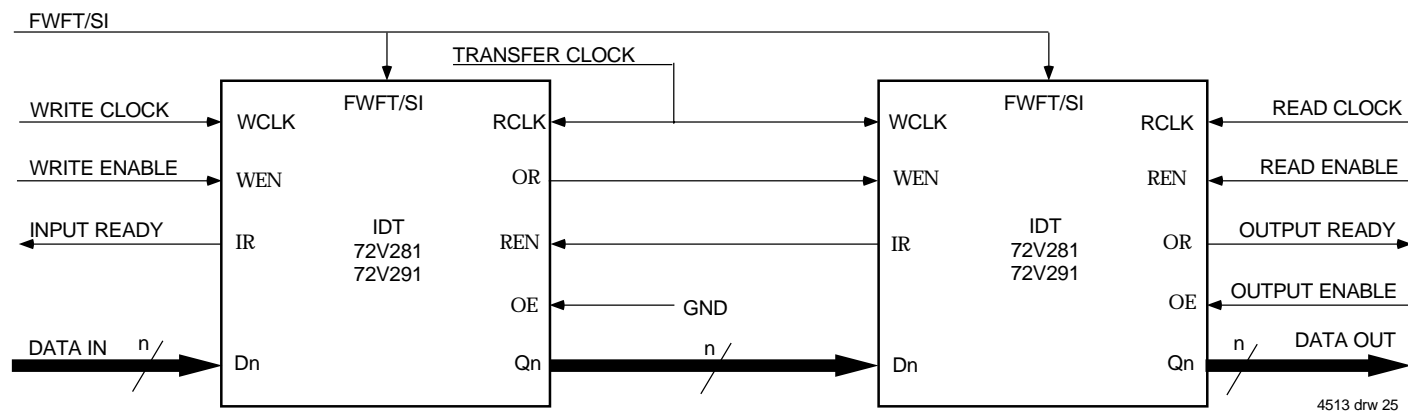 FWFT/SI
TRANSFER CLOCK
FWFT/SI
FWFT/SI
WRITE CLOCK
WCLK
RCLK
WCLK
RCLK
READ CLOCK
WRITE ENABLE
WEN
OR
WEN
REN
READ ENABLE
INPUT READY
IR
IDT
72V281
72V291
REN
IR
IDT
72V281
72V291
OR
OUTPUT READY
OE
GND
OE
OUTPUT ENABLE
DATA IN
n
Dn
Qn
n
Dn
Qn
n
DATA OUT
4513 drw 25